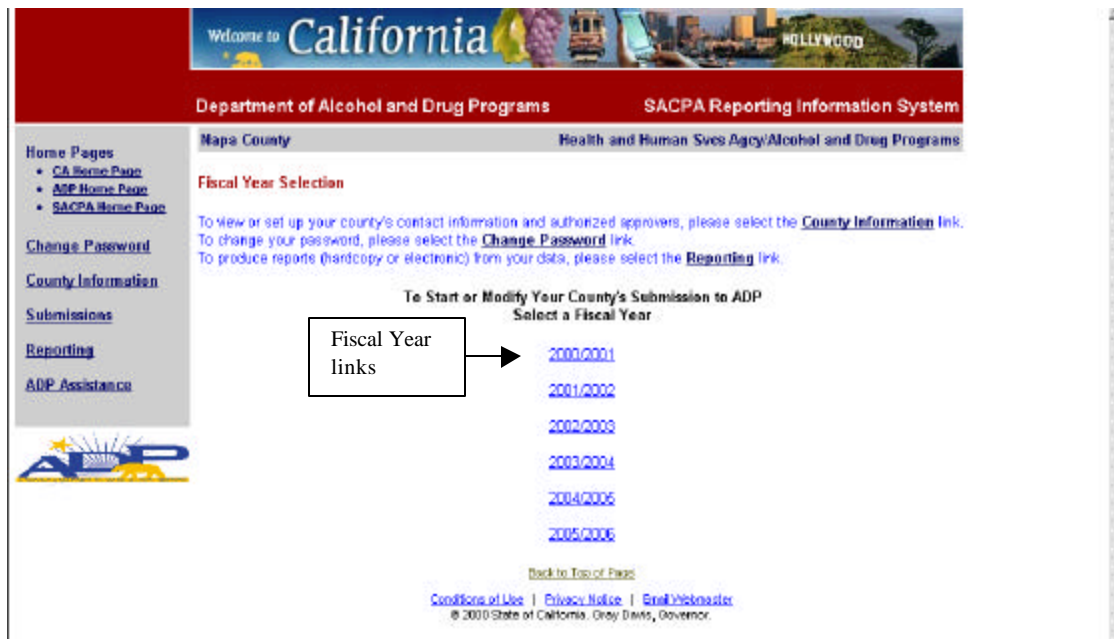 Welcome to California
HOLLYWOOD
Department of Alcohol and Drug Programs SACPA Reporting Information System
Napa County Health and Human Svcs Agcy/Alcohol and Drug Programs
Home Pages
• CA Home Page
• ADP Home Page
• SACPA Home Page
Change Password
County Information
Submissions
Reporting
ADP Assistance
ADP
Fiscal Year Selection
To view or set up your county's contact information and authorized approvers, please select the County Information link.
To change your password, please select the Change Password link.
To produce reports (hardcopy or electronic) from your data, please select the Reporting link.
To Start or Modify Your County's Submission to ADP
Select a Fiscal Year
Fiscal Year
links
2000/2001
2001/2002
2002/2003
2003/2004
2004/2005
2005/2006
Back to Top of Page
Conditions of Use | Privacy Notice | Email Webmaster
© 2000 State of California. Gray Davis, Governor.